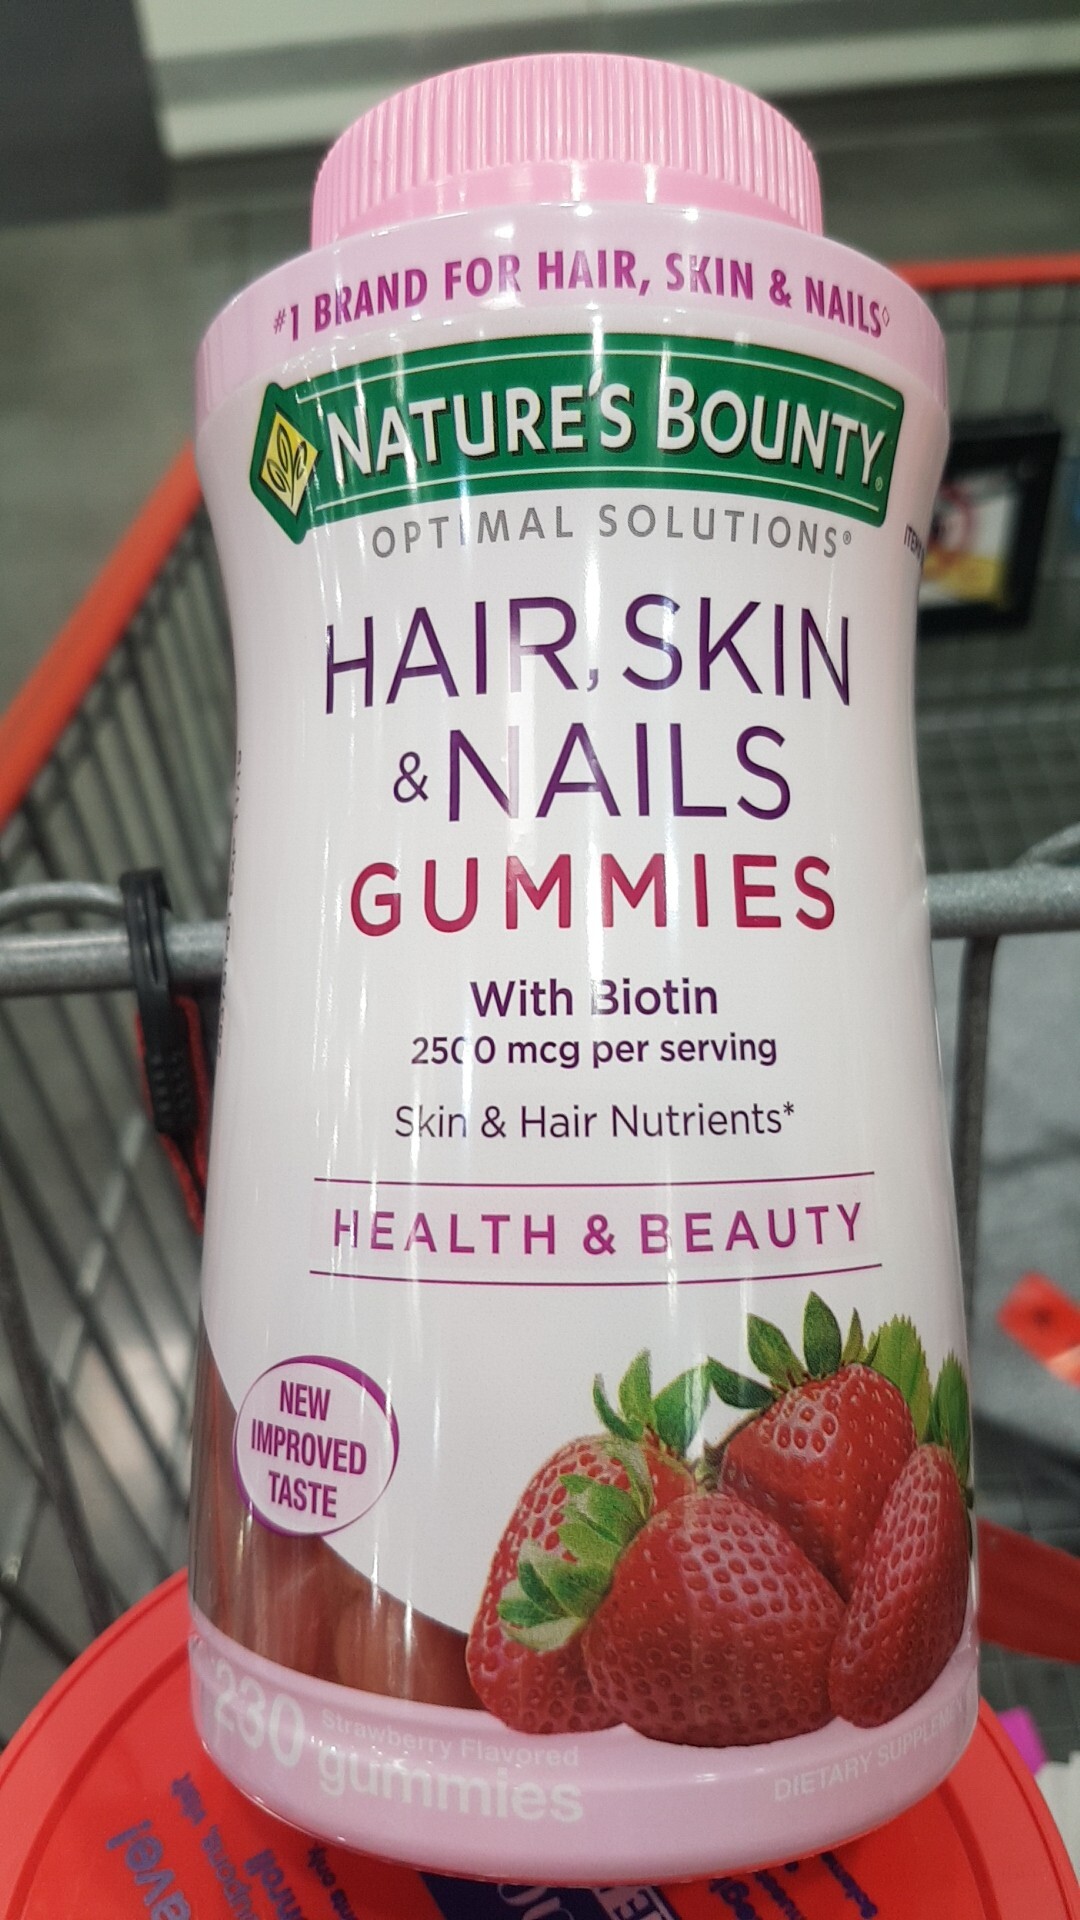 #1 BRAND FOR HAIR, SKIN & NAILS◊
NATURE'S BOUNTY®
OPTIMAL SOLUTIONS®
HAIR, SKIN
& NAILS
GUMMIES
With Biotin
2500 mcg per serving
Skin & Hair Nutrients*
HEALTH & BEAUTY
NEW
IMPROVED
TASTE
230 Strawberry Flavored
gummies
DIETARY SUPPLEM